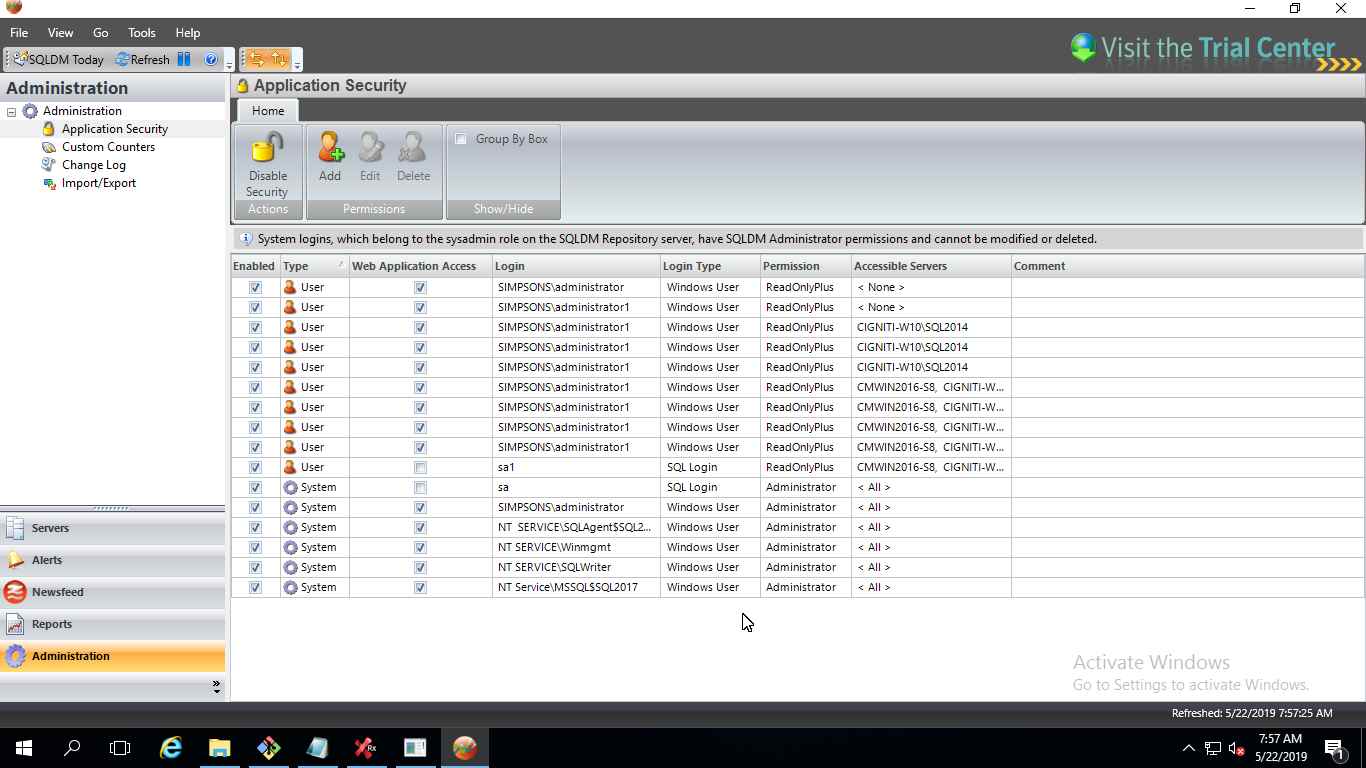 File View Go Tools Help
SQLDM Today Refresh
Visit the Trial Center
Administration
Administration
Application Security
Custom Counters
Change Log
Import/Export
Servers
Alerts
Newsfeed
Reports
Administration
Application Security
Home
Disable Security
Add Edit Delete
Group By Box
Actions Permissions Show/Hide
System logins, which belong to the sysadmin role on the SQLDM Repository server, have SQLDM Administrator permissions and cannot be modified or deleted.
Enabled Type Web Application Access Login Login Type Permission Accessible Servers Comment
User SIMPSONS\administrator Windows User ReadOnlyPlus < None >
User SIMPSONS\administrator1 Windows User ReadOnlyPlus < None >
User SIMPSONS\administrator1 Windows User ReadOnlyPlus CIGNITI-W10\SQL2014
User SIMPSONS\administrator1 Windows User ReadOnlyPlus CIGNITI-W10\SQL2014
User SIMPSONS\administrator1 Windows User ReadOnlyPlus CIGNITI-W10\SQL2014
User SIMPSONS\administrator1 Windows User ReadOnlyPlus CMWIN2016-S8, CIGNITI-W...
User SIMPSONS\administrator1 Windows User ReadOnlyPlus CMWIN2016-S8, CIGNITI-W...
User SIMPSONS\administrator1 Windows User ReadOnlyPlus CMWIN2016-S8, CIGNITI-W...
User SIMPSONS\administrator1 Windows User ReadOnlyPlus CMWIN2016-S8, CIGNITI-W...
User sa1 SQL Login ReadOnlyPlus CMWIN2016-S8, CIGNITI-W...
System sa SQL Login Administrator < All >
System SIMPSONS\administrator Windows User Administrator < All >
System NT SERVICE\SQLAgent$SQL2... Windows User Administrator < All >
System NT SERVICE\Winmgmt Windows User Administrator < All >
System NT SERVICE\SQLWriter Windows User Administrator < All >
System NT Service\MSSQL$SQL2017 Windows User Administrator < All >
Activate Windows
Go to Settings to activate Windows.
Refreshed: 5/22/2019 7:57:25 AM
7:57 AM
5/22/2019
1